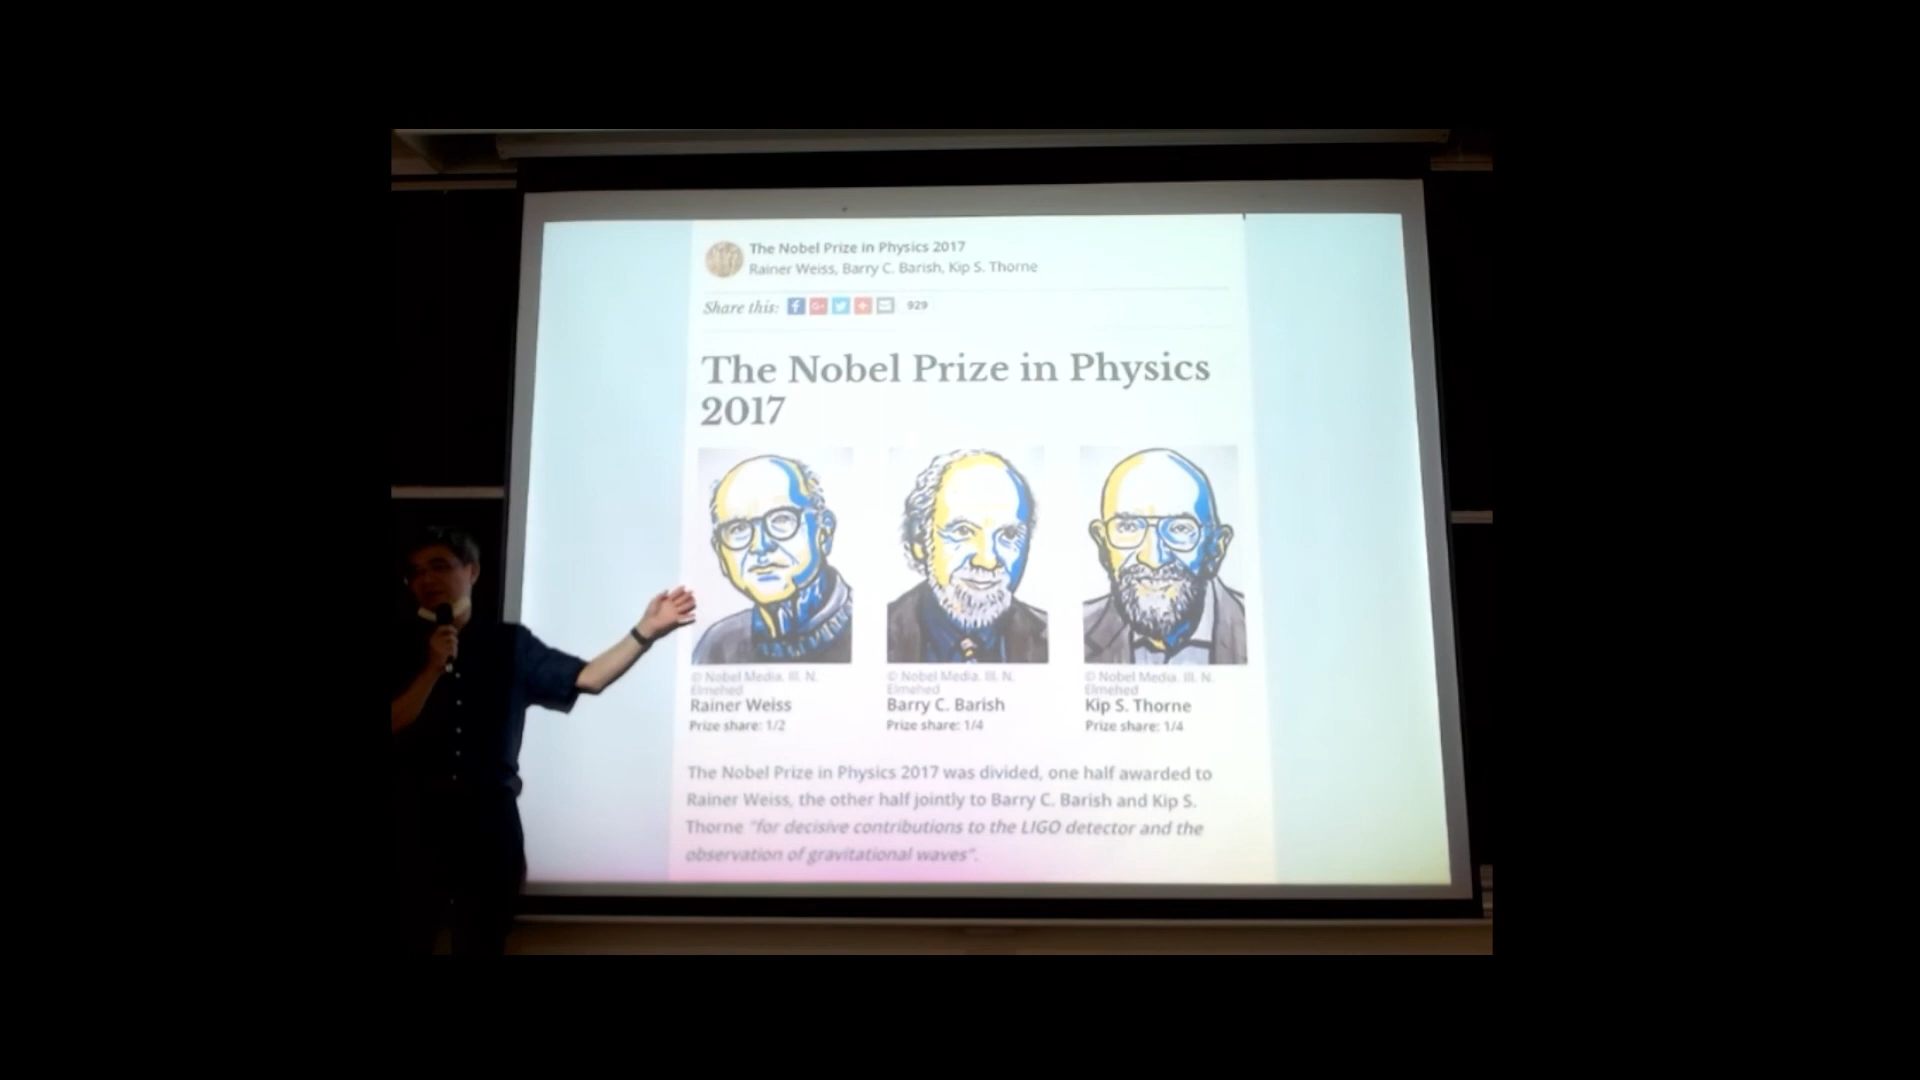 The Nobel Prize in Physics 2017
Rainer Weiss, Barry C. Barish, Kip S. Thorne
Share this: 929
The Nobel Prize in Physics
2017
© Nobel Media. Ill. N.
Elmehed
Rainer Weiss
Prize share: 1/2
© Nobel Media. Ill. N.
Elmehed
Barry C. Barish
Prize share: 1/4
© Nobel Media. Ill. N.
Elmehed
Kip S. Thorne
Prize share: 1/4
The Nobel Prize in Physics 2017 was divided, one half awarded to
Rainer Weiss, the other half jointly to Barry C. Barish and Kip S.
Thorne "for decisive contributions to the LIGO detector and the
observation of gravitational waves".